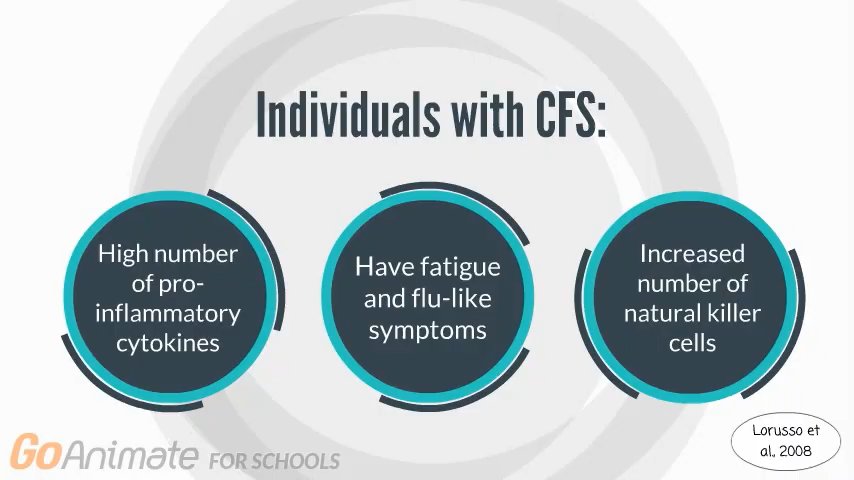 Individuals with CFS:
High number
of pro-
inflammatory
cytokines
Have fatigue
and flu-like
symptoms
Increased
number of
natural killer
cells
Lorusso et
al., 2008
GoAnimate FOR SCHOOLS